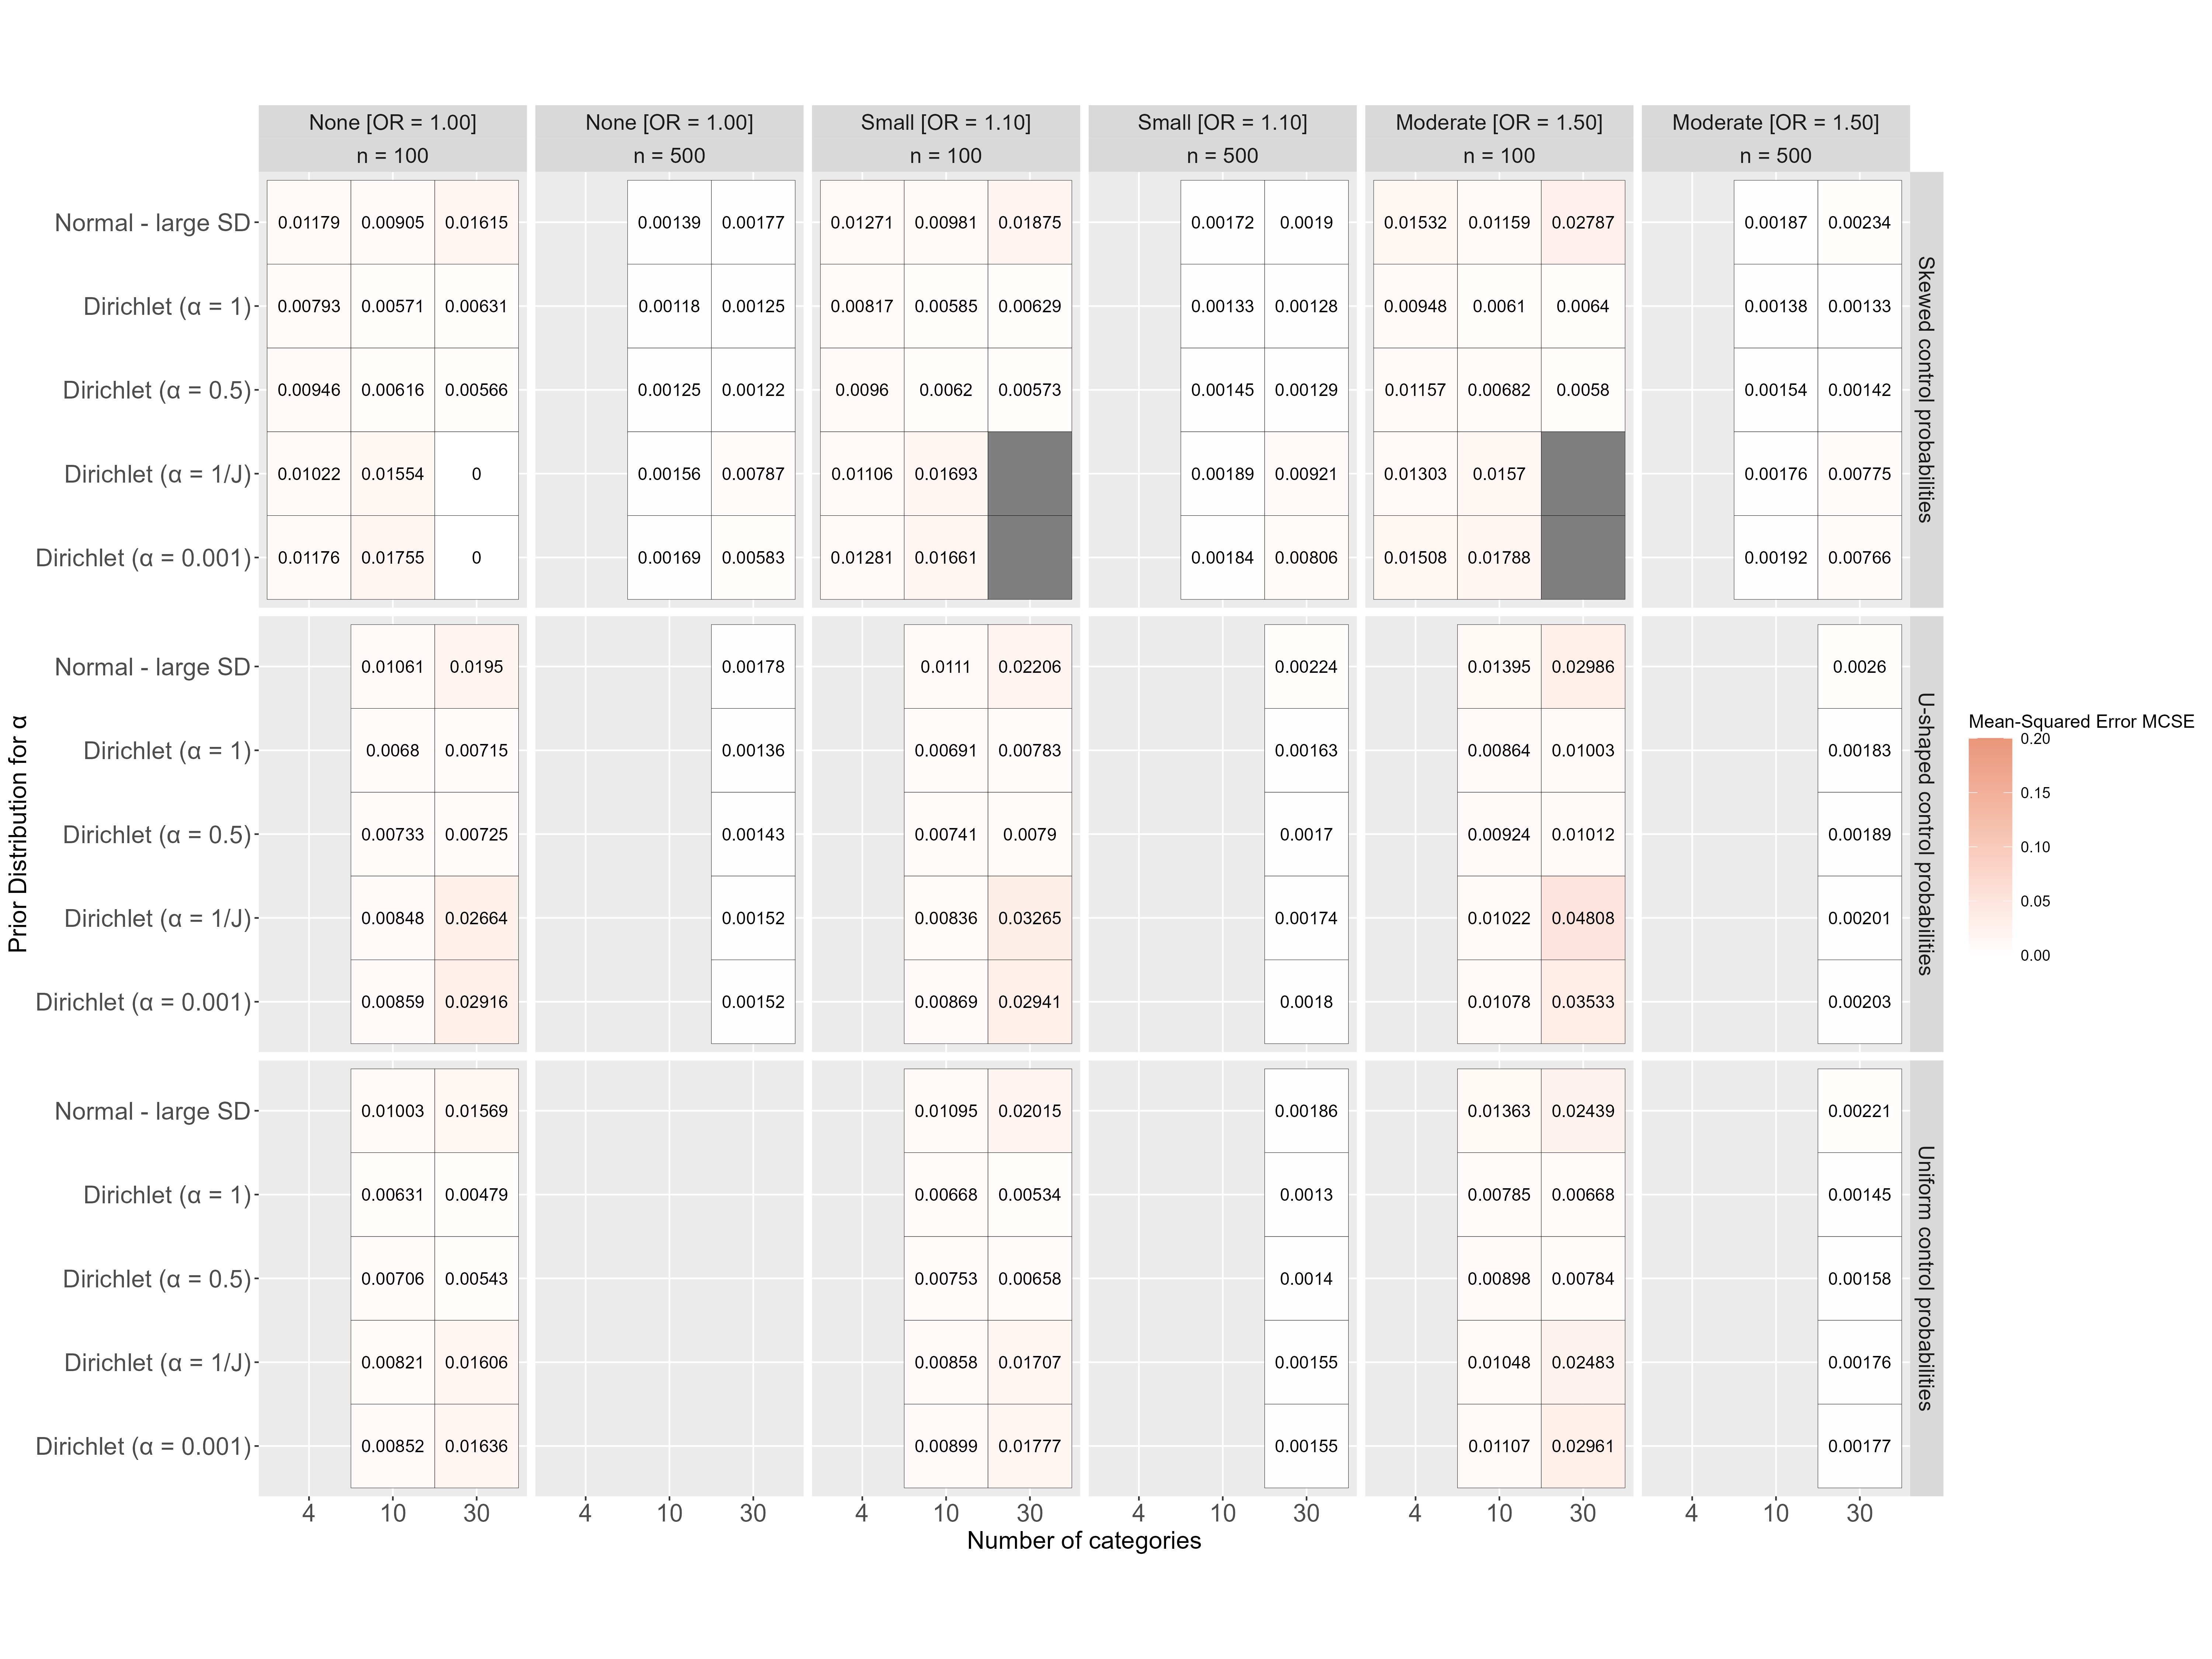 None [OR = 1.00] None [OR = 1.00] Small [OR = 1.10] Small [OR = 1.10] Moderate [OR = 1.50] Moderate [OR = 1.50]
n = 100 n = 500 n = 100 n = 500 n = 100 n = 500
Normal - large SD 0.01179 0.00905 0.01615 0.00139 0.00177 0.01271 0.00981 0.01875 0.00172 0.0019 0.01532 0.01159 0.02787 0.00187 0.00234
Dirichlet (α = 1) 0.00793 0.00571 0.00631 0.00118 0.00125 0.00817 0.00585 0.00629 0.00133 0.00128 0.00948 0.0061 0.0064 0.00138 0.00133
Dirichlet (α = 0.5) 0.00946 0.00616 0.00566 0.00125 0.00122 0.0096 0.0062 0.00573 0.00145 0.00129 0.01157 0.00682 0.0058 0.00154 0.00142
Dirichlet (α = 1/J) 0.01022 0.01554 0 0.00156 0.00787 0.01106 0.01693 0.00189 0.00921 0.01303 0.0157 0.00176 0.00775
Dirichlet (α = 0.001) 0.01176 0.01755 0 0.00169 0.00583 0.01281 0.01661 0.00184 0.00806 0.01508 0.01788 0.00192 0.00766
Skewed control probabilities
Normal - large SD 0.01061 0.0195 0.00178 0.0111 0.02206 0.00224 0.01395 0.02986 0.0026
Dirichlet (α = 1) 0.0068 0.00715 0.00136 0.00691 0.00783 0.00163 0.00864 0.01003 0.00183
Dirichlet (α = 0.5) 0.00733 0.00725 0.00143 0.00741 0.0079 0.0017 0.00924 0.01012 0.00189
Dirichlet (α = 1/J) 0.00848 0.02664 0.00152 0.00836 0.03265 0.00174 0.01022 0.04808 0.00201
Dirichlet (α = 0.001) 0.00859 0.02916 0.00152 0.00869 0.02941 0.0018 0.01078 0.03533 0.00203
U-shaped control probabilities
Normal - large SD 0.01003 0.01569 0.01095 0.02015 0.00186 0.01363 0.02439 0.00221
Dirichlet (α = 1) 0.00631 0.00479 0.00668 0.00534 0.0013 0.00785 0.00668 0.00145
Dirichlet (α = 0.5) 0.00706 0.00543 0.00753 0.00658 0.0014 0.00898 0.00784 0.00158
Dirichlet (α = 1/J) 0.00821 0.01606 0.00858 0.01707 0.00155 0.01048 0.02483 0.00176
Dirichlet (α = 0.001) 0.00852 0.01636 0.00899 0.01777 0.00155 0.01107 0.02961 0.00177
Uniform control probabilities
4 10 30 4 10 30 4 10 30 4 10 30 4 10 30 4 10 30
Number of categories
Prior Distribution for α
Mean-Squared Error MCSE
0.20
0.15
0.10
0.05
0.00